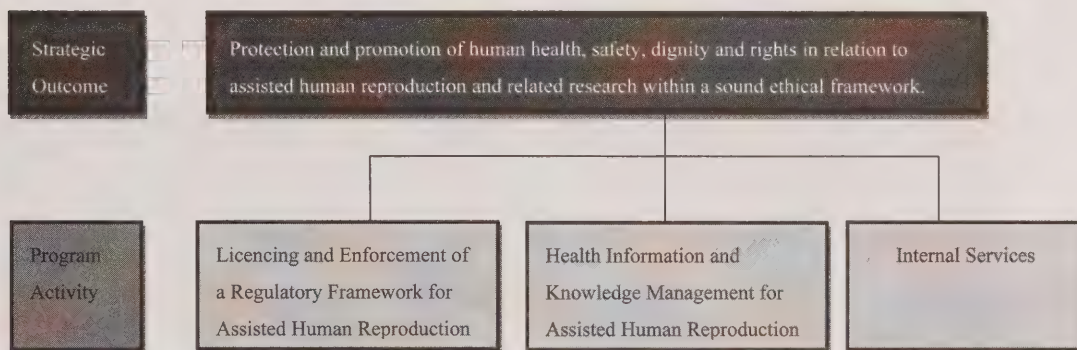 Strategic
Outcome
Protection and promotion of human health, safety, dignity and rights in relation to
assisted human reproduction and related research within a sound ethical framework.
Program
Activity
Licencing and Enforcement of
a Regulatory Framework for
Assisted Human Reproduction
Health Information and
Knowledge Management for
Assisted Human Reproduction
Internal Services